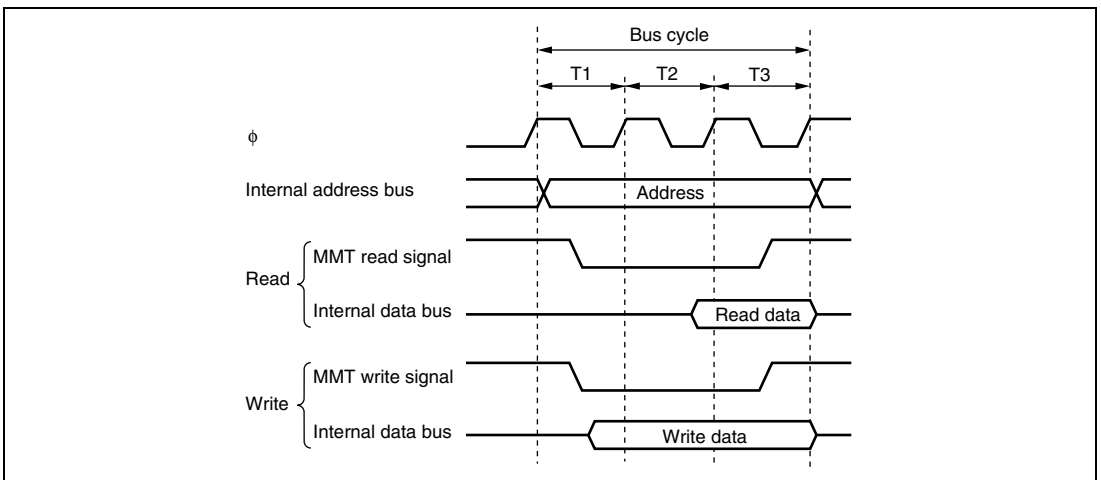 Bus cycle
T1 T2 T3
ϕ
Internal address bus Address
Read MMT read signal
Internal data bus Read data
Write MMT write signal
Internal data bus Write data